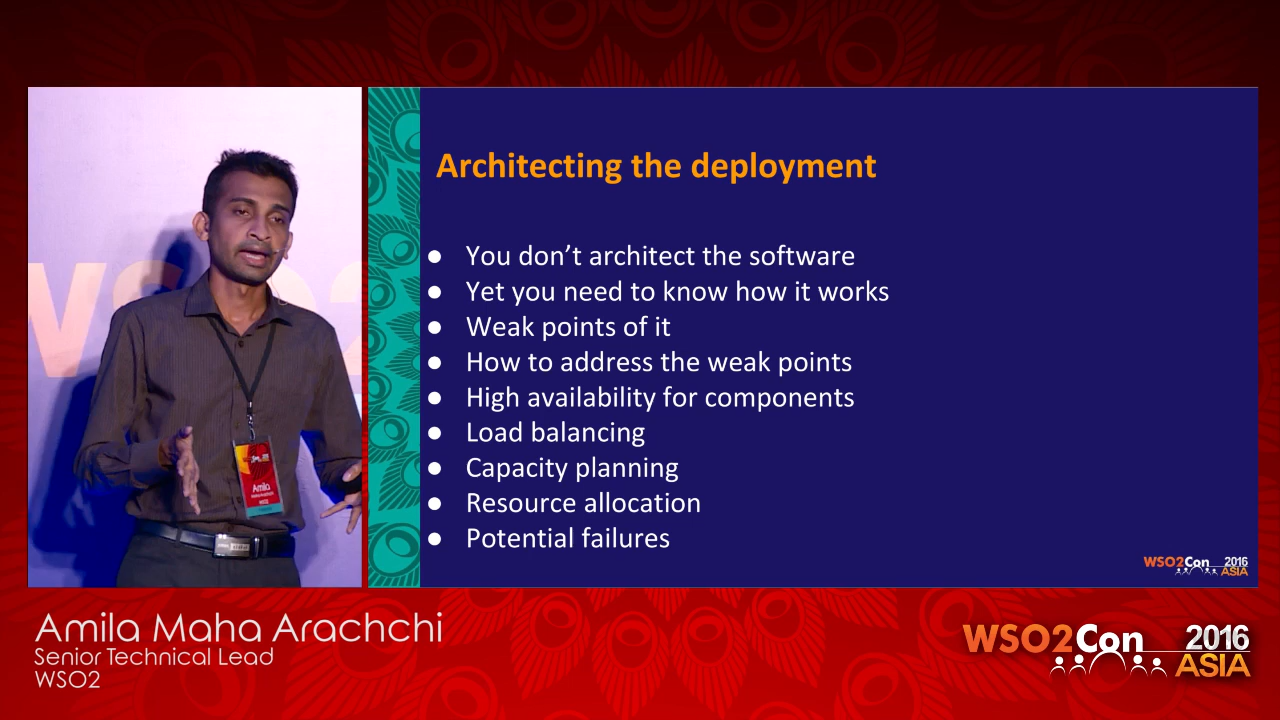 WSO2
Amila
Architecting the deployment
● You don’t architect the software
● Yet you need to know how it works
● Weak points of it
● How to address the weak points
● High availability for components
● Load balancing
● Capacity planning
● Resource allocation
● Potential failures
WSO2Con 2016
ASIA
Amila Maha Arachchi
Senior Technical Lead
WSO2
WSO2Con 2016
ASIA